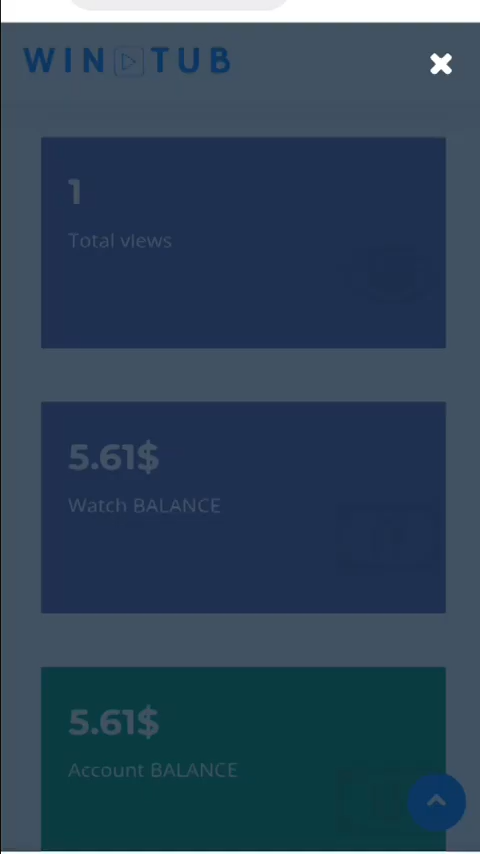 WIN TUB
1
Total views
5.61$
Watch BALANCE
5.61$
Account BALANCE